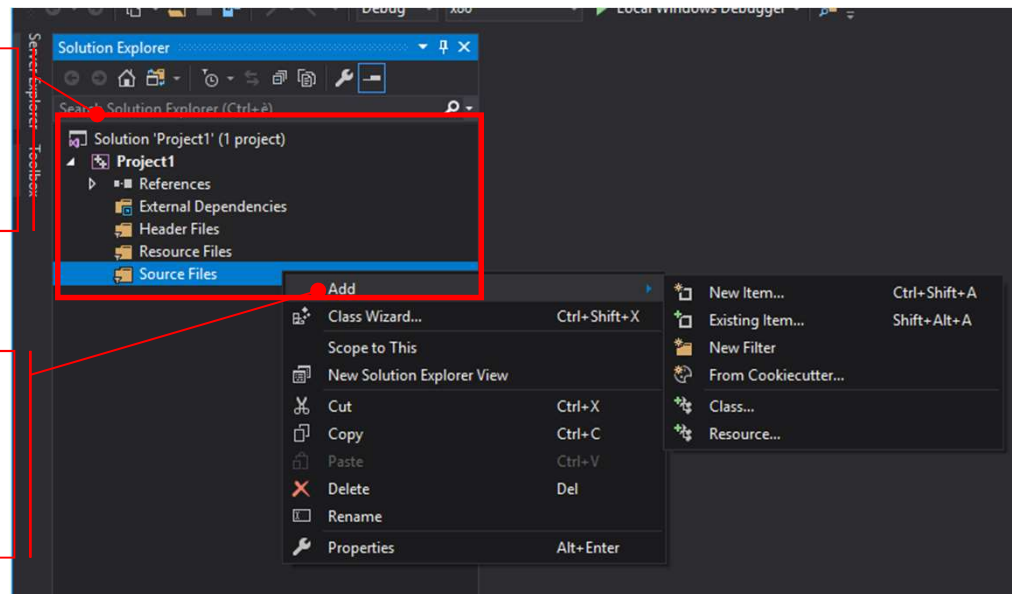 Debug
x86
Local Windows Debugger
Server Explorer
Toolbox
Solution Explorer
Search Solution Explorer (Ctrl+è)
Solution 'Project1' (1 project)
Project1
References
External Dependencies
Header Files
Resource Files
Source Files
Add
Class Wizard... Ctrl+Shift+X
Scope to This
New Solution Explorer View
Cut Ctrl+X
Copy Ctrl+C
Paste Ctrl+V
Delete Del
Rename
Properties Alt+Enter
New Item... Ctrl+Shift+A
Existing Item... Shift+Alt+A
New Filter
From Cookiecutter...
Class...
Resource...